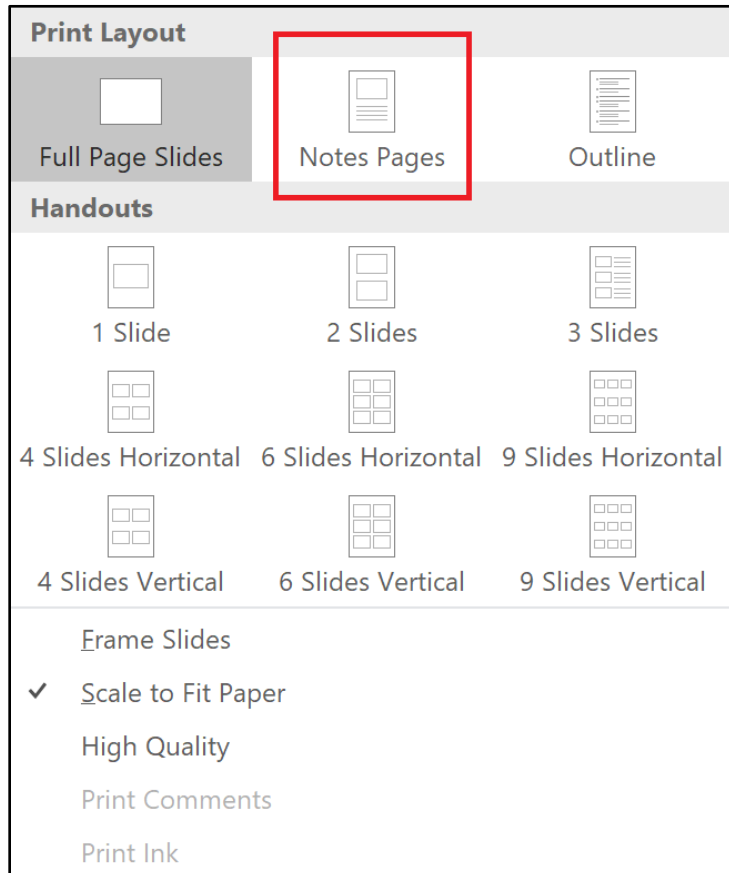 Print Layout
Full Page Slides Notes Pages Outline
Handouts
1 Slide 2 Slides 3 Slides
4 Slides Horizontal 6 Slides Horizontal 9 Slides Horizontal
4 Slides Vertical 6 Slides Vertical 9 Slides Vertical
Frame Slides
Scale to Fit Paper
High Quality
Print Comments
Print Ink